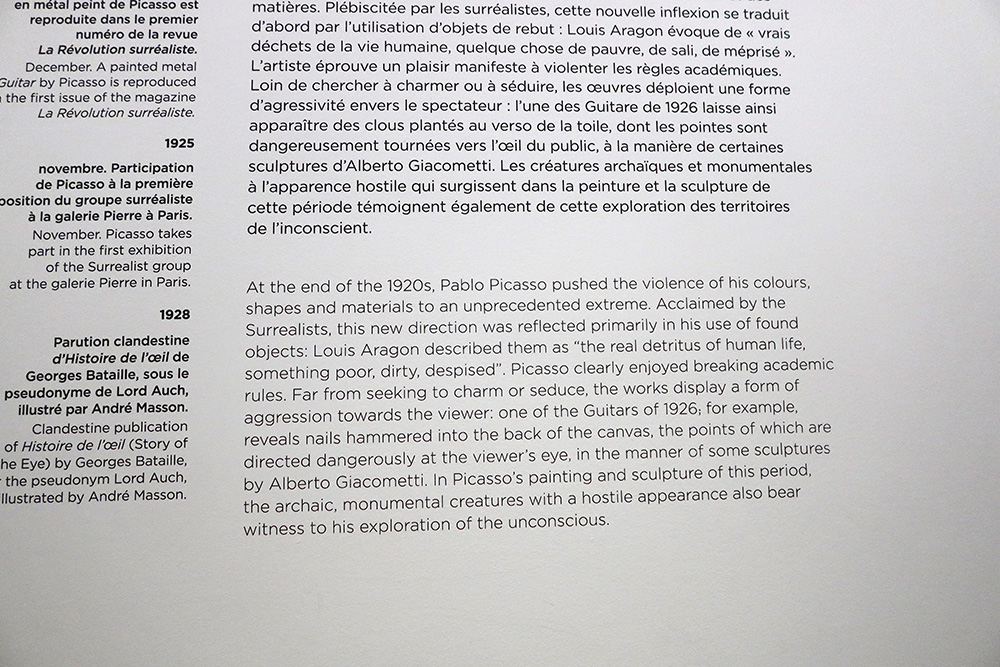 en métal peint de Picasso est
reproduite dans le premier
numéro de la revue
La Révolution surréaliste.
December. A painted metal
Guitar by Picasso is reproduced
the first issue of the magazine
La Révolution surréaliste.
1925
novembre. Participation
de Picasso à la première
position du groupe surréaliste
à la galerie Pierre à Paris.
November. Picasso takes
part in the first exhibition
of the Surrealist group
at the galerie Pierre in Paris.
1928
Parution clandestine
d'Histoire de l'œil de
Georges Bataille, sous le
pseudonyme de Lord Auch,
illustré par André Masson.
Clandestine publication
of Histoire de l'œil (Story of
he Eye) by Georges Bataille,
the pseudonym Lord Auch,
llustrated by André Masson.
matières. Plébiscitée par les surréalistes, cette nouvelle inflexion se traduit
d'abord par l'utilisation d'objets de rebut : Louis Aragon évoque de « vrais
déchets de la vie humaine, quelque chose de pauvre, de sali, de méprisé ».
L'artiste éprouve un plaisir manifeste à violenter les règles académiques.
Loin de chercher à charmer ou à séduire, les œuvres déploient une forme
d'agressivité envers le spectateur : l'une des Guitare de 1926 laisse ainsi
apparaître des clous plantés au verso de la toile, dont les pointes sont
dangereusement tournées vers l'œil du public, à la manière de certaines
sculptures d'Alberto Giacometti. Les créatures archaïques et monumentales
à l'apparence hostile qui surgissent dans la peinture et la sculpture de
cette période témoignent également de cette exploration des territoires
de l'inconscient.
At the end of the 1920s, Pablo Picasso pushed the violence of his colours,
shapes and materials to an unprecedented extreme. Acclaimed by the
Surrealists, this new direction was reflected primarily in his use of found
objects: Louis Aragon described them as “the real detritus of human life,
something poor, dirty, despised”. Picasso clearly enjoyed breaking academic
rules. Far from seeking to charm or seduce, the works display a form of
aggression towards the viewer: one of the Guitars of 1926, for example,
reveals nails hammered into the back of the canvas, the points of which are
directed dangerously at the viewer's eye, in the manner of some sculptures
by Alberto Giacometti. In Picasso's painting and sculpture of this period,
the archaic, monumental creatures with a hostile appearance also bear
witness to his exploration of the unconscious.